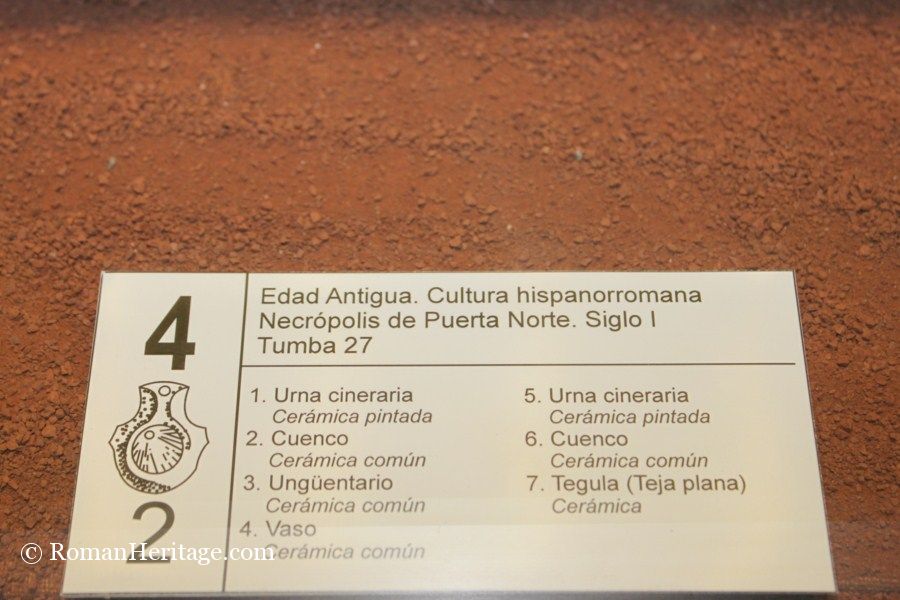 4
Edad Antigua. Cultura hispanorromana
Necrópolis de Puerta Norte. Siglo I
Tumba 27
1. Urna cineraria
Cerámica pintada
2. Cuenco
Cerámica común
3. Ungüentario
Cerámica común
4. Vaso
Cerámica común
5. Urna cineraria
Cerámica pintada
6. Cuenco
Cerámica común
7. Tegula (Teja plana)
Cerámica
2
© RomanHeritage.com